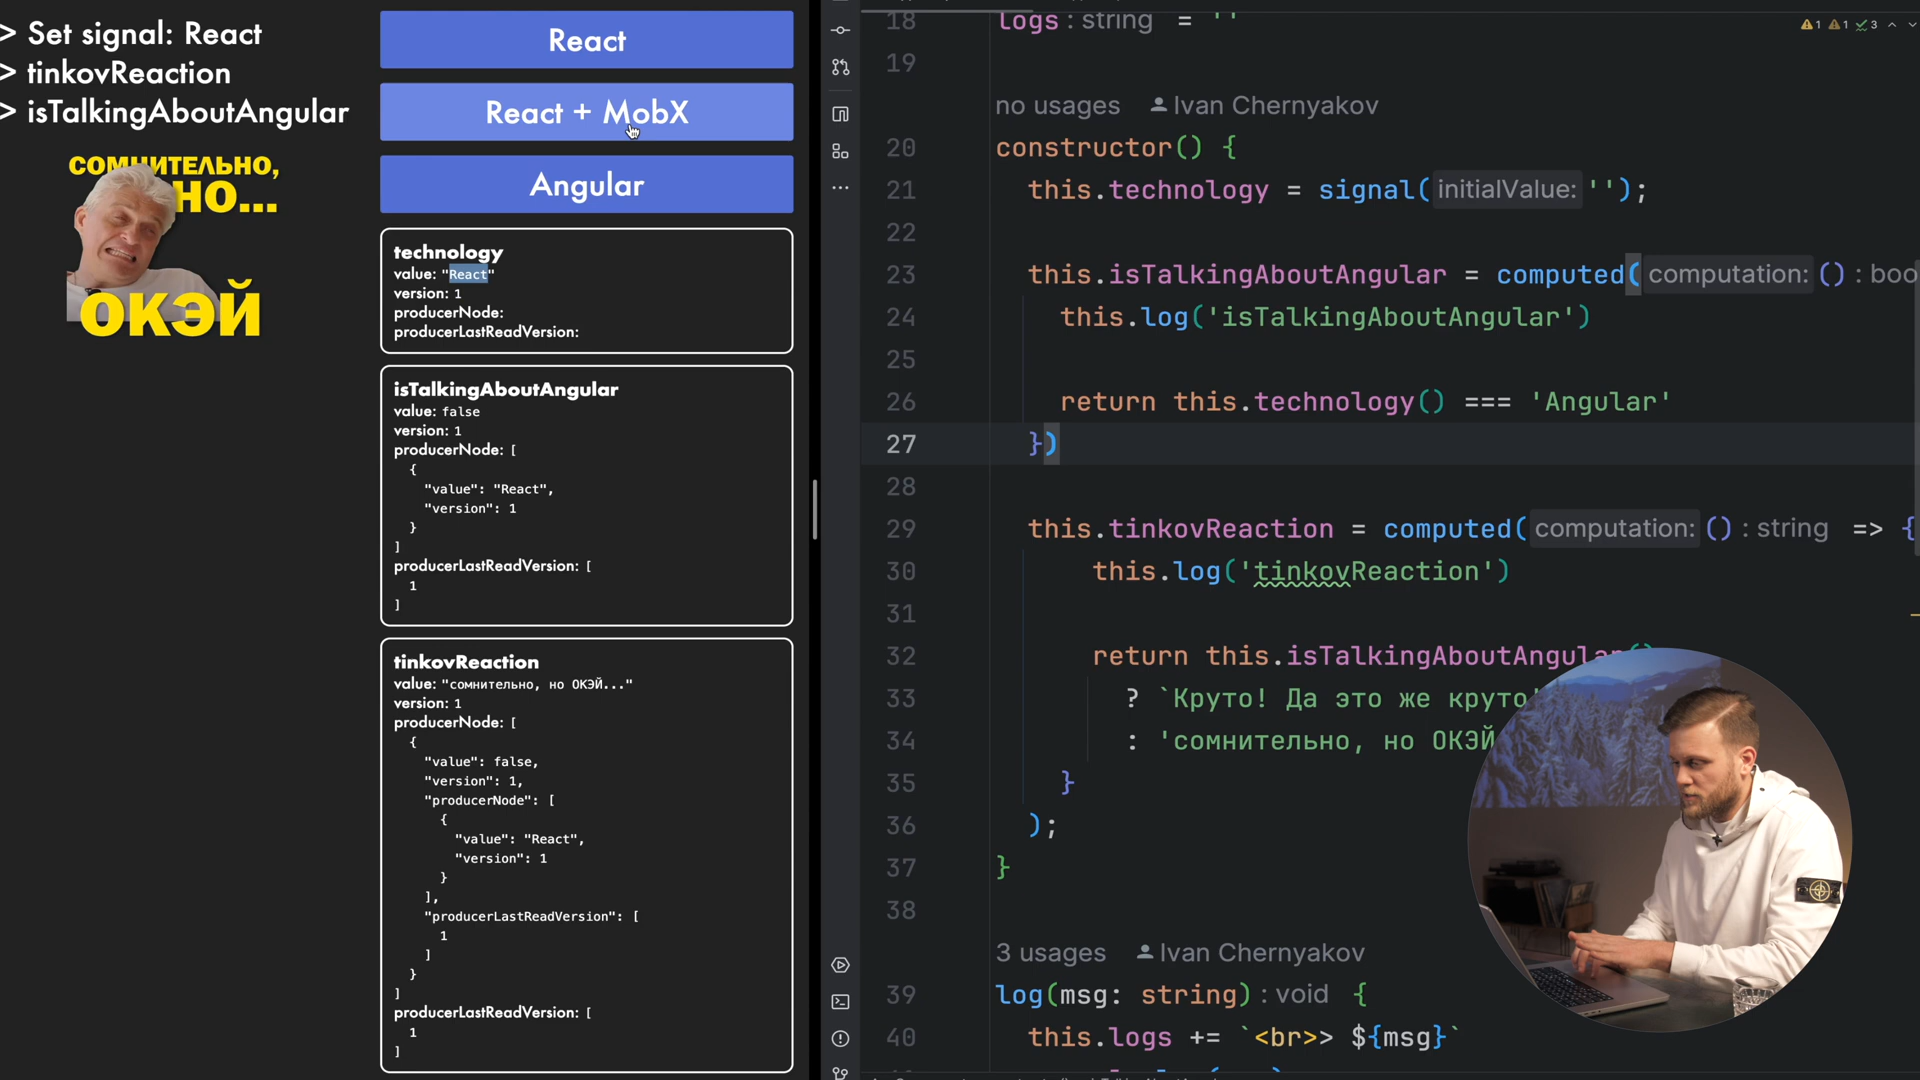 > Set signal: React
> tinkovReaction
> isTalkingAboutAngular
СОМНИТЕЛЬНО,
НО...
ОКЭЙ
React
React + MobX
Angular
technology
value: "React"
version: 1
producerNode:
producerLastReadVersion:
isTalkingAboutAngular
value: false
version: 1
producerNode: [
{
"value": "React",
"version": 1
}
]
producerLastReadVersion: [
1
]
tinkovReaction
value: "сомнительно, но ОКЭЙ..."
version: 1
producerNode: [
{
"value": false,
"version": 1,
"producerNode": [
{
"value": "React",
"version": 1
}
],
"producerLastReadVersion": [
1
]
}
]
producerLastReadVersion: [
1
]
1 1 3
18 logs: string = ''
19
no usages Ivan Chernyakov
20 constructor() {
21 this.technology = signal( initialValue: '');
22
23 this.isTalkingAboutAngular = computed( computation: () : boo
24 this.log('isTalkingAboutAngular')
25
26 return this.technology() === 'Angular'
27 })
28
29 this.tinkovReaction = computed( computation: () : string => {
30 this.log('tinkovReaction')
31
32 return this.isTalkingAboutAngular()
33 ? `Круто! Да это же круто!
34 : 'сомнительно, но ОКЭЙ
35 }
36 );
37 }
38
3 usages Ivan Chernyakov
39 log(msg: string) : void {
40 this.logs += `<br>> ${msg}`